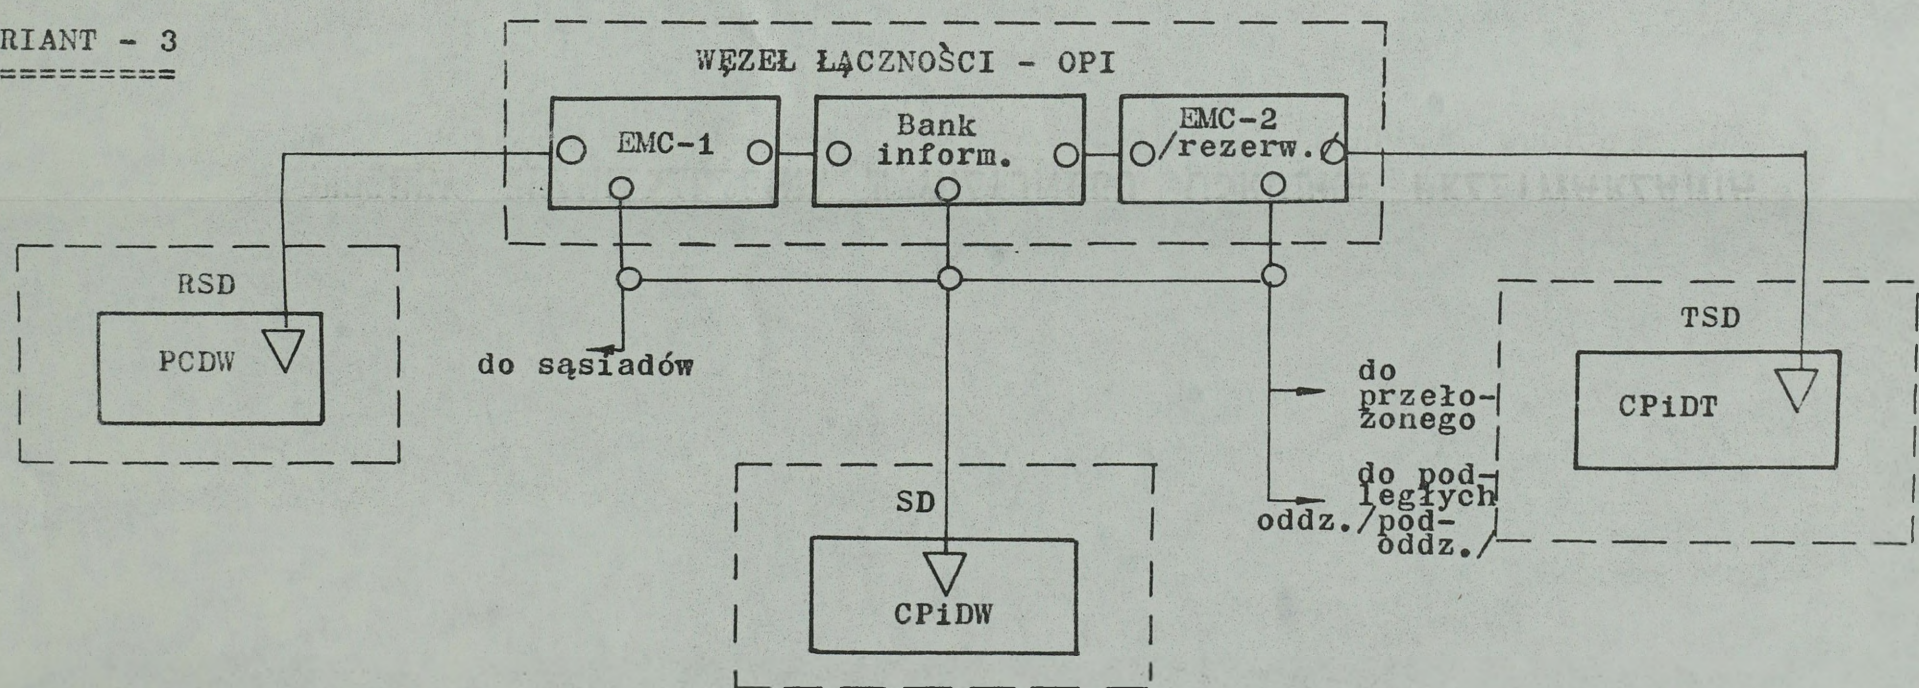 RIANT - 3
=========
WĘZEŁ ŁĄCZNOŚCI - OPI
EMC-1
Bank
inform.
EMC-2
/rezerw./
RSD
PCDW
do sąsiadów
do
przeło-
żonego
do pod-
ległych
oddz./pod-
oddz./
TSD
CPiDT
SD
CPiDW